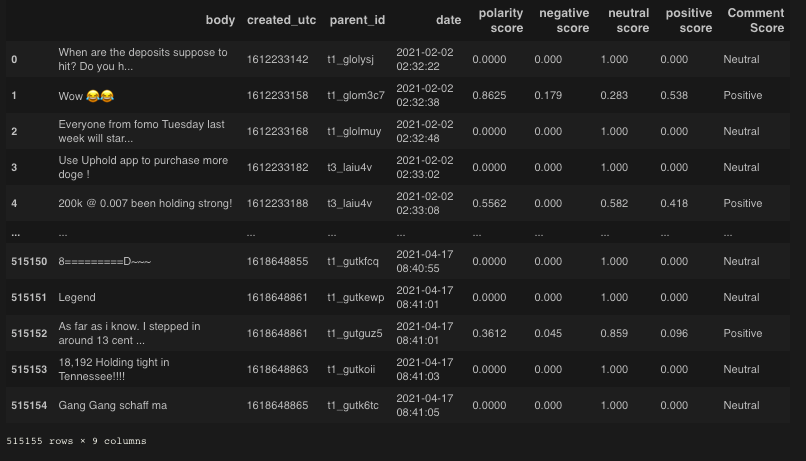 body created_utc parent_id date polarity score negative score neutral score positive score Comment Score
0 When are the deposits suppose to hit? Do you h... 1612233142 t1_glolysj 2021-02-02 02:32:22 0.0000 0.000 1.000 0.000 Neutral
1 Wow 😂😂 1612233158 t1_glom3c7 2021-02-02 02:32:38 0.8625 0.179 0.283 0.538 Positive
2 Everyone from fomo Tuesday last week will star... 1612233168 t1_glolmuy 2021-02-02 02:32:48 0.0000 0.000 1.000 0.000 Neutral
3 Use Uphold app to purchase more doge ! 1612233182 t3_laiu4v 2021-02-02 02:33:02 0.0000 0.000 1.000 0.000 Neutral
4 200k @ 0.007 been holding strong! 1612233188 t3_laiu4v 2021-02-02 02:33:08 0.5562 0.000 0.582 0.418 Positive
... ... ... ... ... ... ... ... ... ...
515150 8=========D~~~ 1618648855 t1_gutkfcq 2021-04-17 08:40:55 0.0000 0.000 1.000 0.000 Neutral
515151 Legend 1618648861 t1_gutkewp 2021-04-17 08:41:01 0.0000 0.000 1.000 0.000 Neutral
515152 As far as i know. I stepped in around 13 cent ... 1618648861 t1_gutguz5 2021-04-17 08:41:01 0.3612 0.045 0.859 0.096 Positive
515153 18,192 Holding tight in Tennessee!!!! 1618648863 t1_gutkoii 2021-04-17 08:41:03 0.0000 0.000 1.000 0.000 Neutral
515154 Gang Gang schaff ma 1618648865 t1_gutk6tc 2021-04-17 08:41:05 0.0000 0.000 1.000 0.000 Neutral
515155 rows × 9 columns